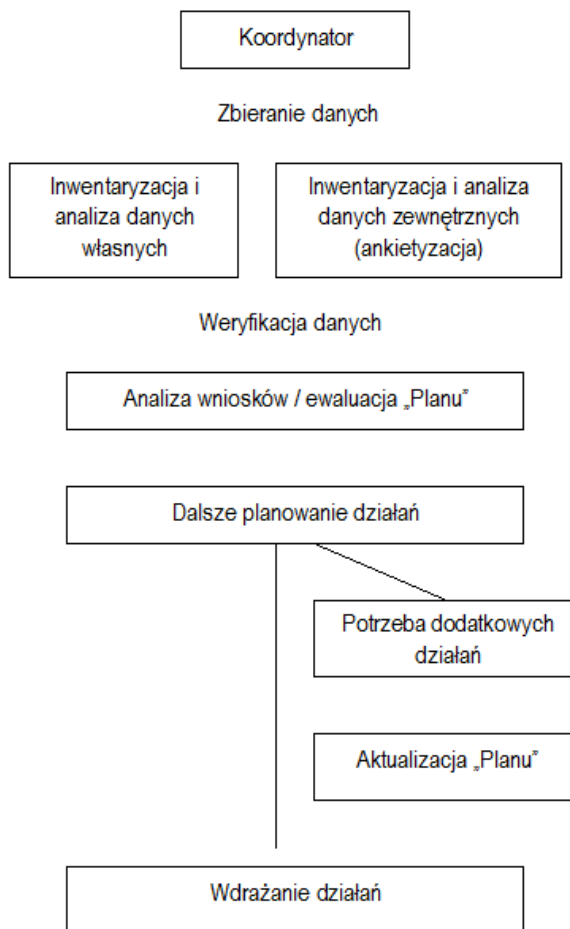 Koordynator
Zbieranie danych
Inwentaryzacja i
analiza danych
własnych
Inwentaryzacja i analiza
danych zewnętrznych
(ankietyzacja)
Weryfikacja danych
Analiza wniosków / ewaluacja „Planu”
Dalsze planowanie działań
Potrzeba dodatkowych
działań
Aktualizacja „Planu”
Wdrażanie działań